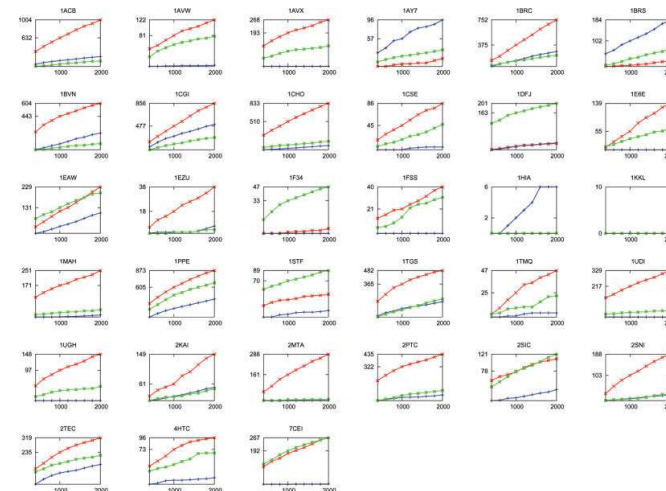 1ACB 1AVW 1AVX 1AY7 1BRC 1BRS
1004 122 268 96 752 184
632 81 193 57 375 102
1000 2000 1000 2000 1000 2000 1000 2000 1000 2000 1000 2000
1BVN 1CGI 1CHO 1CSE 1DFJ 1E6E
604 856 833 86 201 139
443 477 510 45 163 55
1000 2000 1000 2000 1000 2000 1000 2000 1000 2000 1000 2000
1EAW 1EZU 1F34 1FSS 1HIA 1KKL
229 38 47 40 6 10
131 18 33 20 2 0
1000 2000 1000 2000 1000 2000 1000 2000 1000 2000 1000 2000
1MAH 1PPE 1STF 1TGS 1TMQ 1UDI
261 873 89 482 47 329
171 605 70 365 25 217
1000 2000 1000 2000 1000 2000 1000 2000 1000 2000 1000 2000
1UGH 2KAI 2MTA 2PTC 2SIC 2SNI
148 149 288 435 121 188
97 61 161 322 78 103
1000 2000 1000 2000 1000 2000 1000 2000 1000 2000 1000 2000
2TEC 4HTC 7CEI
319 96 267
235 73 192
1000 2000 1000 2000 1000 2000